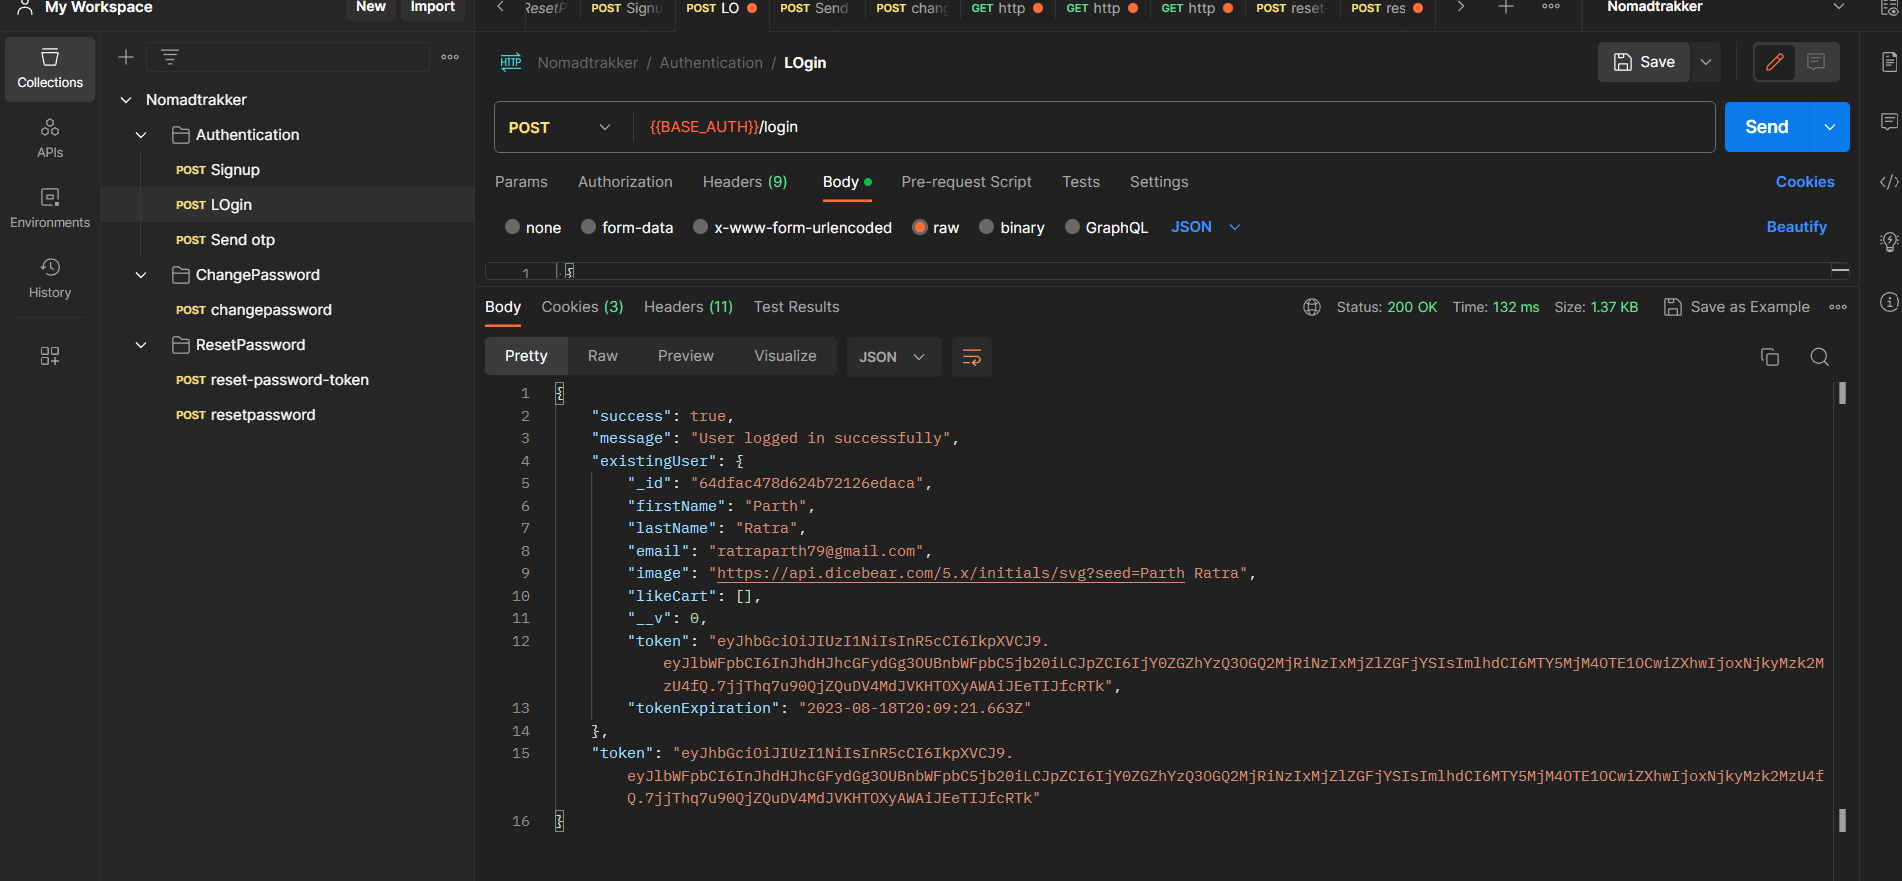 My Workspace
New
Import
ResetP
POST Signu
POST LO
POST Send
POST chang
GET http
GET http
GET http
POST reset-
POST res
Nomadtrakker
Collections
APIs
Environments
History
Nomadtrakker
Authentication
POST Signup
POST LOgin
POST Send otp
ChangePassword
POST changepassword
ResetPassword
POST reset-password-token
POST resetpassword
HTTP Nomadtrakker / Authentication / LOgin
Save
POST
{{BASE_AUTH}}/login
Send
Params Authorization Headers (9) Body Pre-request Script Tests Settings
Cookies
none form-data x-www-form-urlencoded raw binary GraphQL JSON
Beautify
1 {
Body Cookies (3) Headers (11) Test Results
Status: 200 OK Time: 132 ms Size: 1.37 KB Save as Example
Pretty Raw Preview Visualize JSON
1 {
2 "success": true,
3 "message": "User logged in successfully",
4 "existingUser": {
5 "_id": "64dfac478d624b72126edaca",
6 "firstName": "Parth",
7 "lastName": "Ratra",
8 "email": "ratraparth79@gmail.com",
9 "image": "https://api.dicebear.com/5.x/initials/svg?seed=Parth Ratra",
10 "likeCart": [],
11 "__v": 0,
12 "token": "eyJhbGciOiJIUzI1NiIsInR5cCI6IkpXVCJ9.
eyJlbWFpbCI6InJhdHJhcGFydGg3OUBnbWFpbC5jb20iLCJpZCI6IjY0ZGZhYzQ3OGQ2MjRiNzIxMjZlZGFjYSIsImlhdCI6MTY5MjM4OTE1OCwiZXhwIjoxNjkyMzk2M
zU4fQ.7jjThq7u90QjZQuDV4MdJVKHTOXyAWAiJEeTIJfcRTk",
13 "tokenExpiration": "2023-08-18T20:09:21.663Z"
14 },
15 "token": "eyJhbGciOiJIUzI1NiIsInR5cCI6IkpXVCJ9.
eyJlbWFpbCI6InJhdHJhcGFydGg3OUBnbWFpbC5jb20iLCJpZCI6IjY0ZGZhYzQ3OGQ2MjRiNzIxMjZlZGFjYSIsImlhdCI6MTY5MjM4OTE1OCwiZXhwIjoxNjkyMzk2MzU4f
Q.7jjThq7u90QjZQuDV4MdJVKHTOXyAWAiJEeTIJfcRTk"
16 }